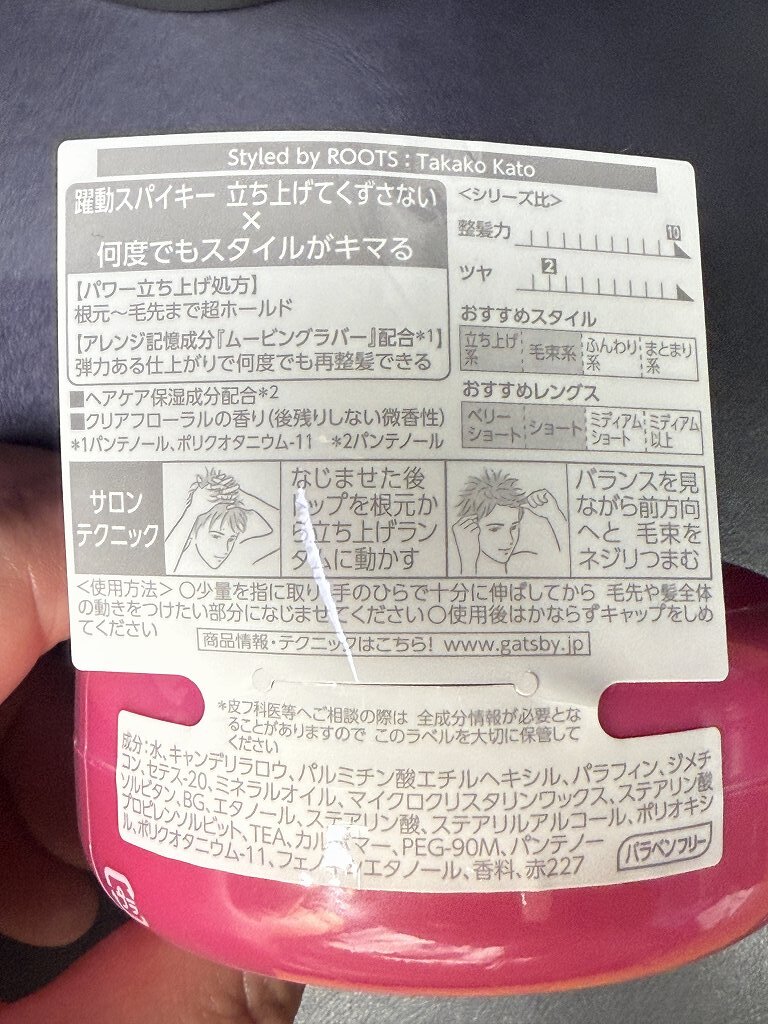 Styled by ROOTS : Takako Kato
躍動スパイキー 立ち上げてくずさない
×
何度でもスタイルがキマる
【パワー立ち上げ処方】
根元～毛先まで超ホールド
【アレンジ記憶成分『ムービングラバー』配合*1】
弾力ある仕上がりで何度でも再整髪できる
■ヘアケア保湿成分配合*2
■クリアフローラルの香り(後残りしない微香性)
*1パンテノール、ポリクオタニウム-11 *2パンテノール
<シリーズ比>
整髪力 10
ツヤ 2
おすすめスタイル
立ち上げ系 毛束系 ふんわり系 まとまり系
おすすめレングス
ベリーショート ショート ミディアムショート ミディアム以上
サロン
テクニック
なじませた後
トップを根元か
ら立ち上げラン
ダムに動かす
バランスを見
ながら前方向
へと 毛束を
ネジリつまむ
<使用方法> ○少量を指に取り 手のひらで十分に伸ばしてから 毛先や髪全体
の動きをつけたい部分になじませてください ○使用後はかならずキャップをしめ
てください
商品情報・テクニックはこちら! www.gatsby.jp
*皮フ科医等へご相談の際は 全成分情報が必要とな
ることがありますので このラベルを大切に保管して
ください
成分:水、キャンデリラロウ、パルミチン酸エチルヘキシル、パラフィン、ジメチ
コン、セテス-20、ミネラルオイル、マイクロクリスタリンワックス、ステアリン酸
ソルビタン、BG、エタノール、ステアリン酸、ステアリルアルコール、ポリオキシ
プロピレンソルビット、TEA、カルボマー、PEG-90M、パンテノー
ル、ポリクオタニウム-11、フェノキシエタノール、香料、赤227
パラベンフリー